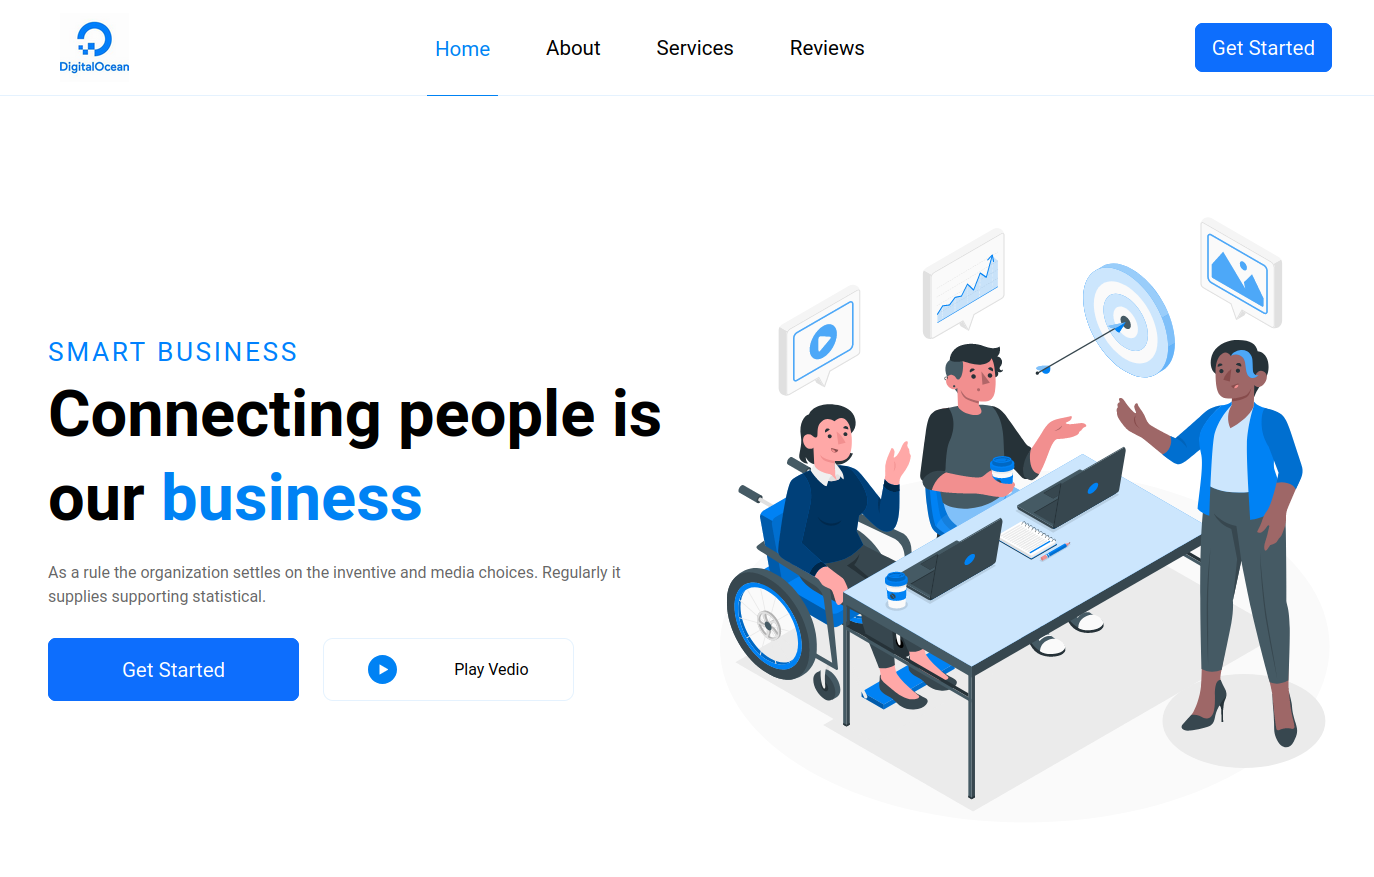 DigitalOcean
Home About Services Reviews
Get Started
SMART BUSINESS
Connecting people is
our business
As a rule the organization settles on the inventive and media choices. Regularly it
supplies supporting statistical.
Get Started
Play Vedio